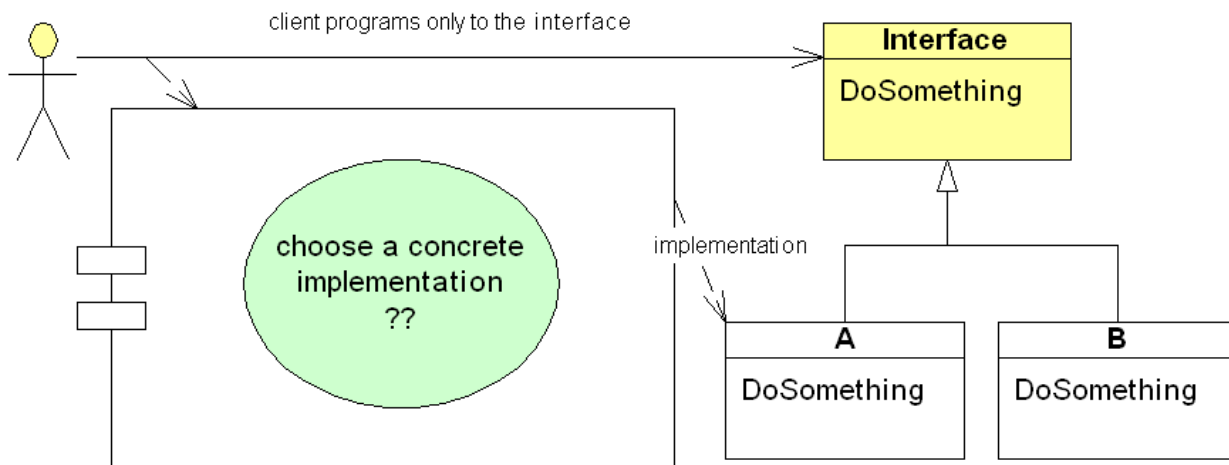 client programs only to the interface
Interface
DoSomething
choose a concrete
implementation
??
implementation
A
DoSomething
B
DoSomething